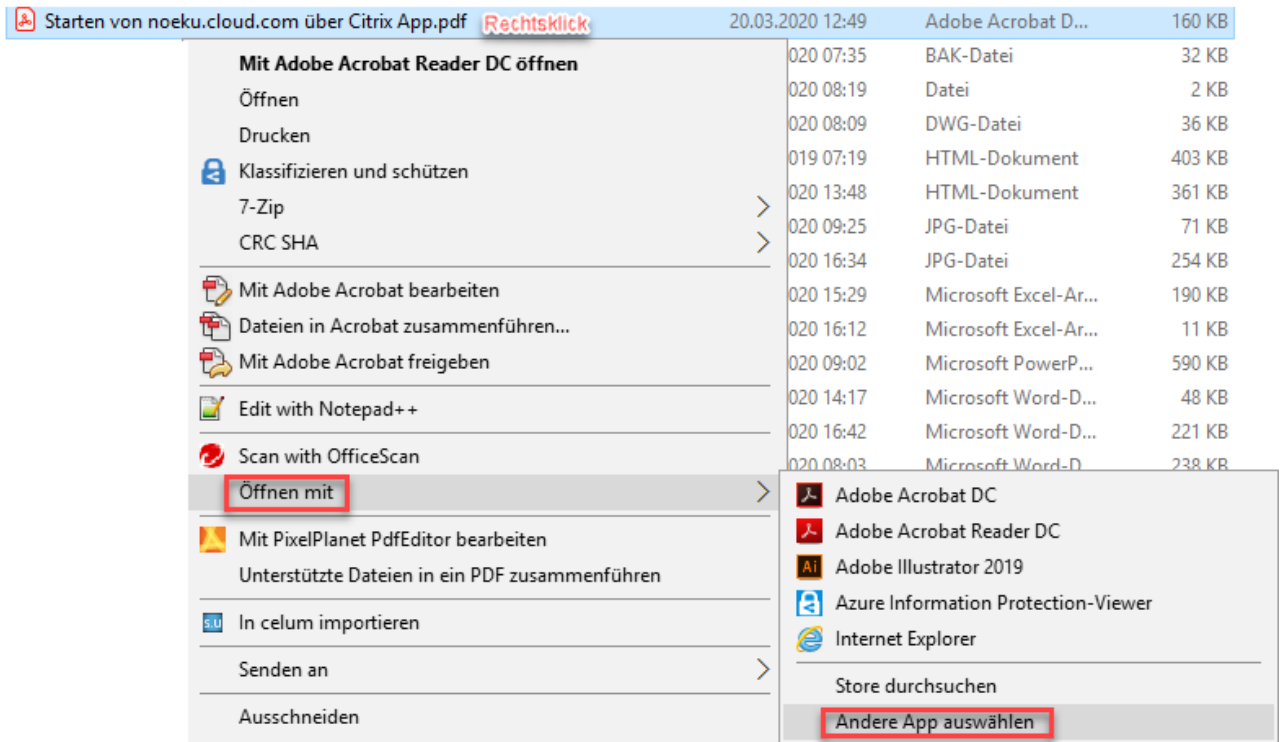 Starten von noeku.cloud.com über Citrix App.pdf Rechtsklick 20.03.2020 12:49 Adobe Acrobat D... 160 KB
Mit Adobe Acrobat Reader DC öffnen
Öffnen
Drucken
Klassifizieren und schützen
7-Zip
CRC SHA
Mit Adobe Acrobat bearbeiten
Dateien in Acrobat zusammenführen...
Mit Adobe Acrobat freigeben
Edit with Notepad++
Scan with OfficeScan
Öffnen mit
Mit PixelPlanet PdfEditor bearbeiten
Unterstützte Dateien in ein PDF zusammenführen
In celum importieren
Senden an
Ausschneiden
020 07:35 BAK-Datei 32 KB
020 08:19 Datei 2 KB
020 08:09 DWG-Datei 36 KB
019 07:19 HTML-Dokument 403 KB
020 13:48 HTML-Dokument 361 KB
020 09:25 JPG-Datei 71 KB
020 16:34 JPG-Datei 254 KB
020 15:29 Microsoft Excel-Ar... 190 KB
020 16:12 Microsoft Excel-Ar... 11 KB
020 09:02 Microsoft PowerP... 590 KB
020 14:17 Microsoft Word-D... 48 KB
020 16:42 Microsoft Word-D... 221 KB
020 08:03 Microsoft Word-D 238 KB
Adobe Acrobat DC
Adobe Acrobat Reader DC
Ai Adobe Illustrator 2019
Azure Information Protection-Viewer
Internet Explorer
Store durchsuchen
Andere App auswählen